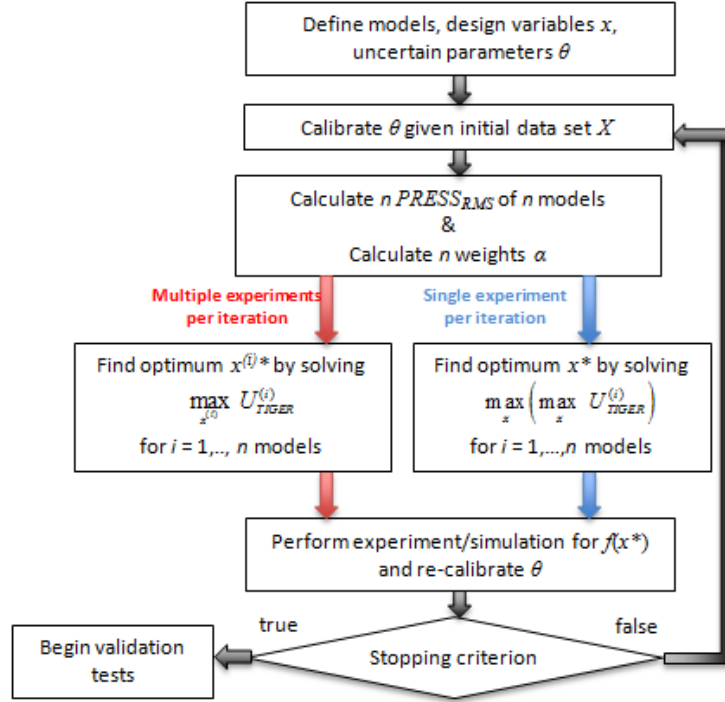 Define models, design variables x,
uncertain parameters θ
Calibrate θ given initial data set X
Calculate n PRESS_RMS of n models
&
Calculate n weights α
Multiple experiments
per iteration
Single experiment
per iteration
Find optimum x^(i)* by solving
max_{x^(i)} U_TIGER^(i)
for i = 1,.., n models
Find optimum x* by solving
max_x ( max_x U_TIGER^(i) )
for i = 1,...,n models
Perform experiment/simulation for f(x*)
and re-calibrate θ
true
false
Stopping criterion
Begin validation
tests